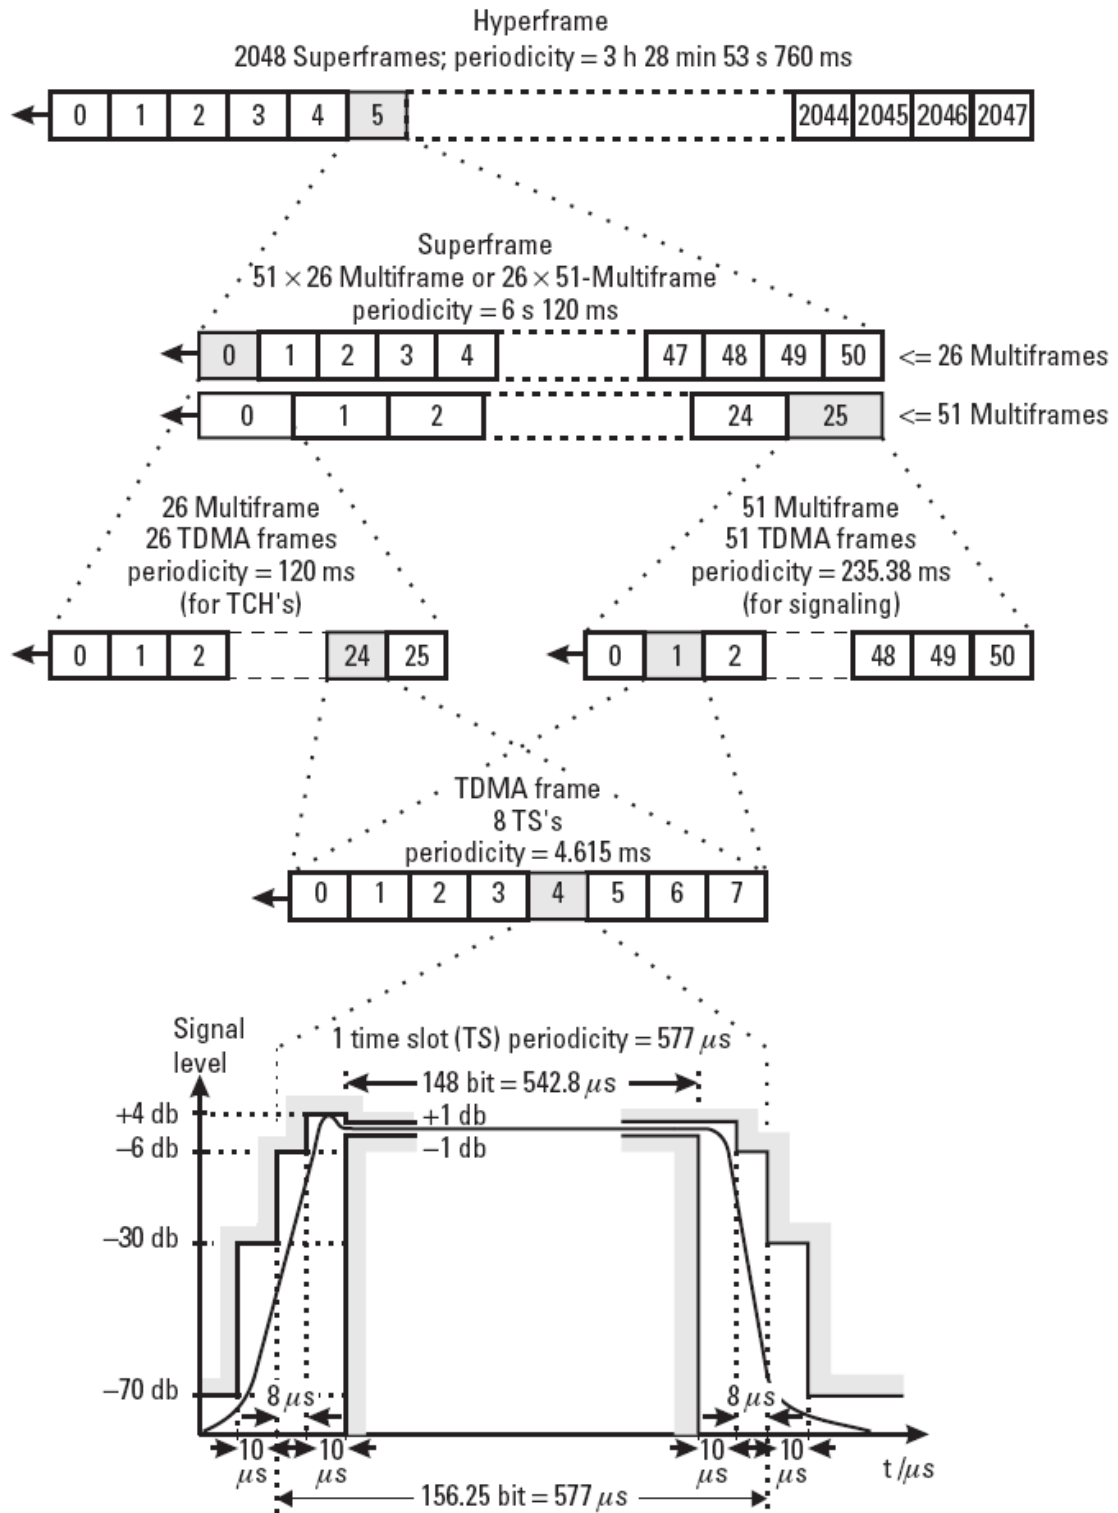 Hyperframe
2048 Superframes; periodicity = 3 h 28 min 53 s 760 ms
0 1 2 3 4 5 2044 2045 2046 2047
Superframe
51 × 26 Multiframe or 26 × 51-Multiframe
periodicity = 6 s 120 ms
0 1 2 3 4 47 48 49 50 <= 26 Multiframes
0 1 2 24 25 <= 51 Multiframes
26 Multiframe
26 TDMA frames
periodicity = 120 ms
(for TCH's)
51 Multiframe
51 TDMA frames
periodicity = 235.38 ms
(for signaling)
0 1 2 24 25
0 1 2 48 49 50
TDMA frame
8 TS's
periodicity = 4.615 ms
0 1 2 3 4 5 6 7
Signal
level
1 time slot (TS) periodicity = 577 μs
148 bit = 542.8 μs
+4 db
+1 db
–6 db
–1 db
–30 db
–70 db
8 μs
8 μs
10
μs
10
μs
10
μs
10
μs
t /μs
156.25 bit = 577 μs